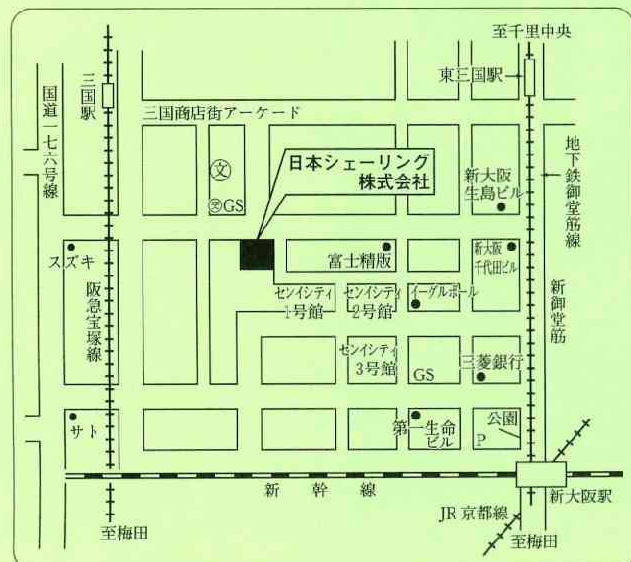 至千里中央
東三国駅
三国駅
国道一七六号線
三国商店街アーケード
地下鉄御堂筋線
日本シェーリング
株式会社
文
GS
新大阪
生島ビル
スズキ
富士精版
新大阪
千代田ビル
阪急宝塚線
センイシティ
1号館
センイシティ
2号館
イーグルボール
新御堂筋
センイシティ
3号館
GS
三菱銀行
サト
第一生命
ビル
P
公園
新幹線
新大阪駅
JR京都線
至梅田
至梅田